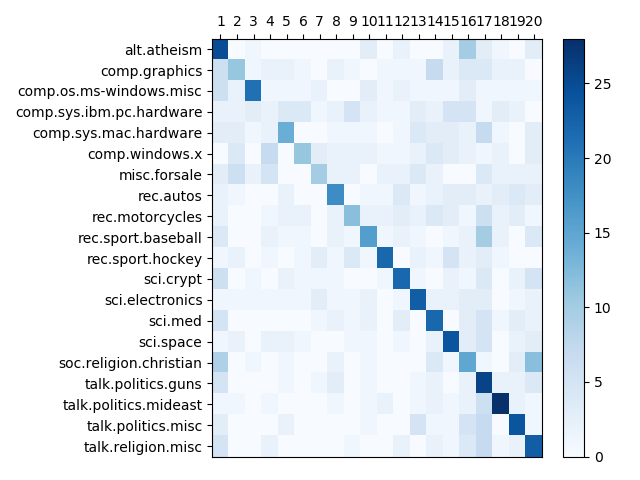 1 2 3 4 5 6 7 8 9 10 11 12 13 14 15 16 17 18 19 20
alt.atheism
comp.graphics
comp.os.ms-windows.misc
comp.sys.ibm.pc.hardware
comp.sys.mac.hardware
comp.windows.x
misc.forsale
rec.autos
rec.motorcycles
rec.sport.baseball
rec.sport.hockey
sci.crypt
sci.electronics
sci.med
sci.space
soc.religion.christian
talk.politics.guns
talk.politics.mideast
talk.politics.misc
talk.religion.misc
25
20
15
10
5
0